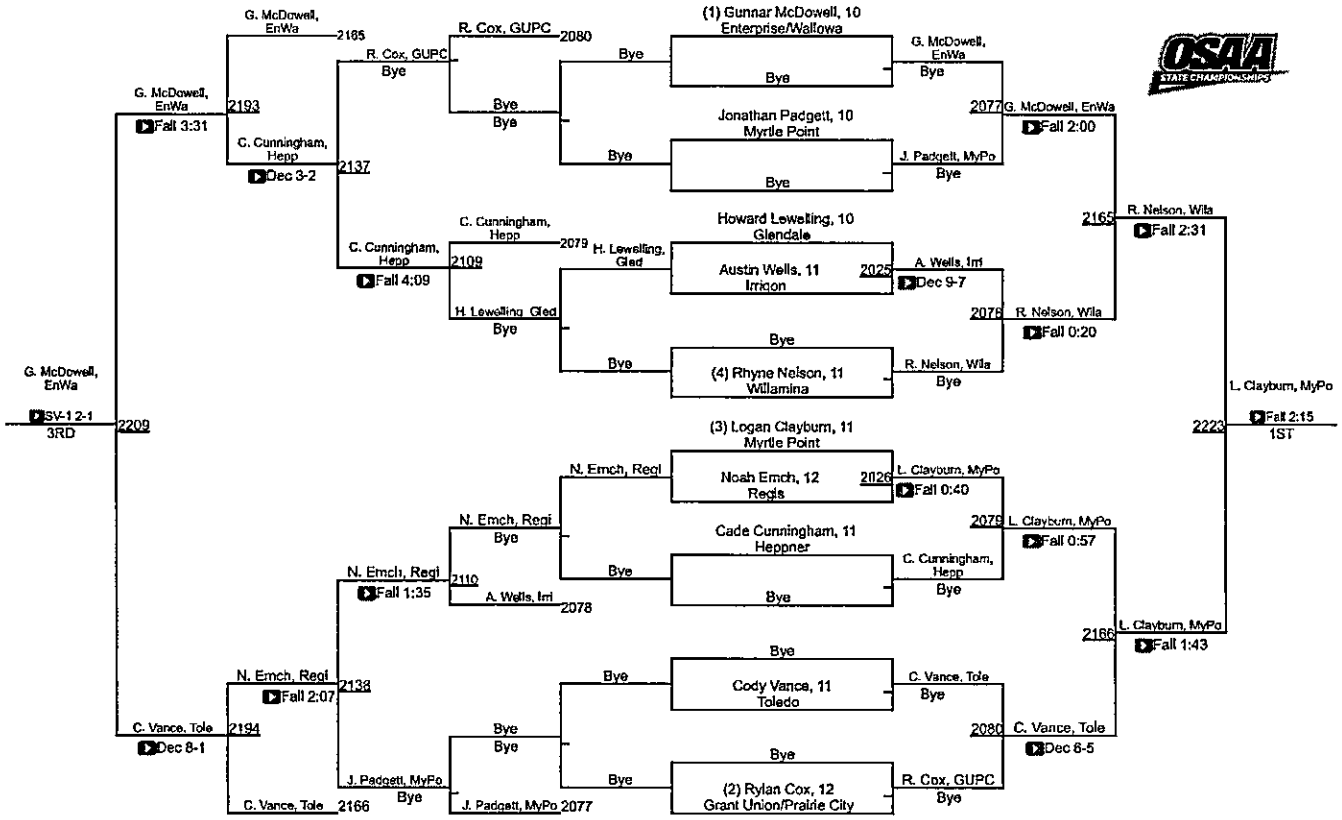 OSAA
STATE CHAMPIONSHIPS
G. McDowell,
EnWa
2165
R. Cox, GUPC
Bye
R. Cox, GUPC
2080
Bye
(1) Gunnar McDowell, 10
Enterprise/Wallowa
Bye
G. McDowell,
EnWa
Bye
G. McDowell,
EnWa
Fall 3:31
2193
Bye
Bye
Jonathan Padgett, 10
Myrtle Point
2077
G. McDowell, EnWa
Fall 2:00
C. Cunningham,
Hepp
Dec 3-2
2137
Bye
Bye
J. Padgett, MyPo
Bye
C. Cunningham,
Hepp
Fall 4:09
C. Cunningham,
Hepp
2079
2109
H. Lewelling,
Gled
Howard Lewelling, 10
Glendale
Austin Wells, 11
Irrigon
2025
A. Wells, Irri
Dec 9-7
2165
R. Nelson, Wila
Fall 2:31
H. Lewelling Gled
Bye
Bye
Bye
(4) Rhyne Nelson, 11
Willamina
R. Nelson, Wila
Bye
2078
R. Nelson, Wila
Fall 0:20
G. McDowell,
EnWa
SV-1 2-1
3RD
2209
L. Clayburn, MyPo
Fall 2:15
1ST
2223
N. Emch, Regi
(3) Logan Clayburn, 11
Myrtle Point
Noah Emch, 12
Regis
2026
L. Clayburn, MyPo
Fall 0:40
N. Emch, Regi
Bye
Cade Cunningham, 11
Heppner
2079
L. Clayburn, MyPo
Fall 0:57
N. Emch, Regi
Fall 1:35
2110
A. Wells, Irri
2078
Bye
Bye
C. Cunningham,
Hepp
Bye
N. Emch, Regi
Fall 2:07
2138
Bye
Bye
Cody Vance, 11
Toledo
C. Vance, Tole
Bye
2166
L. Clayburn, MyPo
Fall 1:43
C. Vance, Tole
Dec 8-1
2194
Bye
Bye
Bye
2080
C. Vance, Tole
Dec 6-5
J. Padgett, MyPo
Bye
Bye
(2) Rylan Cox, 12
Grant Union/Prairie City
R. Cox, GUPC
Bye
C. Vance, Tole
2166
J. Padgett, MyPo
2077